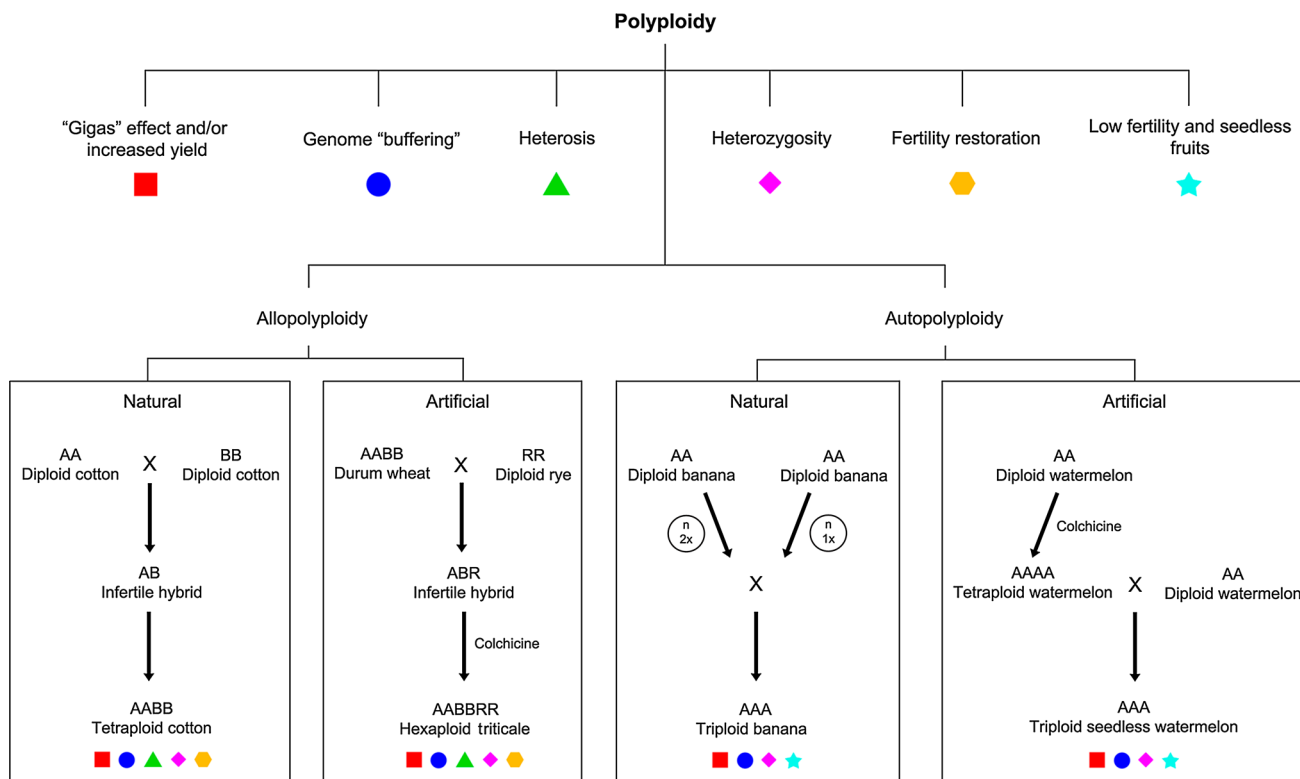 Polyploidy
“Gigas” effect and/or
increased yield
Genome “buffering”
Heterosis
Heterozygosity
Fertility restoration
Low fertility and seedless
fruits
Allopolyploidy
Autopolyploidy
Natural
AA
Diploid cotton
X
BB
Diploid cotton
AB
Infertile hybrid
AABB
Tetraploid cotton
Artificial
AABB
Durum wheat
X
RR
Diploid rye
ABR
Infertile hybrid
Colchicine
AABBRR
Hexaploid triticale
Natural
AA
Diploid banana
AA
Diploid banana
n
2x
n
1x
X
AAA
Triploid banana
Artificial
AA
Diploid watermelon
Colchicine
AAAA
Tetraploid watermelon
X
AA
Diploid watermelon
AAA
Triploid seedless watermelon